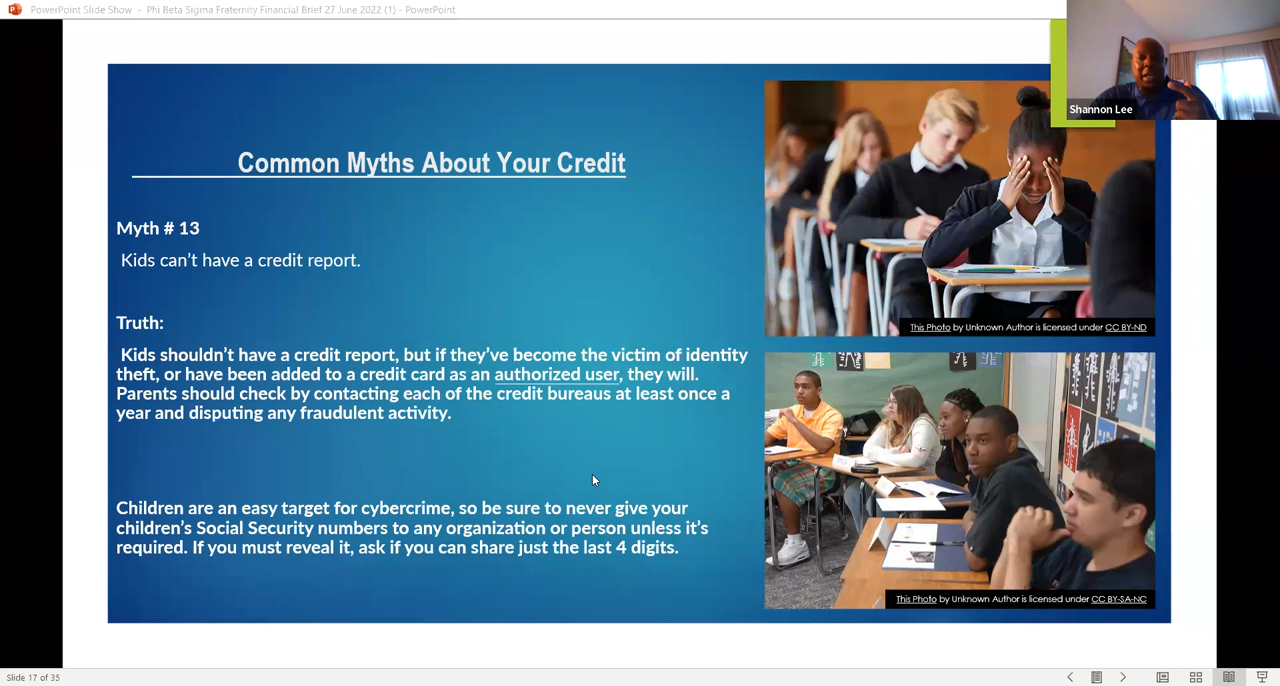 PowerPoint Slide Show - Phi Beta Sigma Fraternity Financial Brief 27 June 2022 (1) - PowerPoint
Shannon Lee
Common Myths About Your Credit
Myth # 13
Kids can’t have a credit report.
Truth:
Kids shouldn’t have a credit report, but if they’ve become the victim of identity
theft, or have been added to a credit card as an authorized user, they will.
Parents should check by contacting each of the credit bureaus at least once a
year and disputing any fraudulent activity.
Children are an easy target for cybercrime, so be sure to never give your
children’s Social Security numbers to any organization or person unless it’s
required. If you must reveal it, ask if you can share just the last 4 digits.
This Photo by Unknown Author is licensed under CC BY-ND
This Photo by Unknown Author is licensed under CC BY-SA-NC
Slide 17 of 35